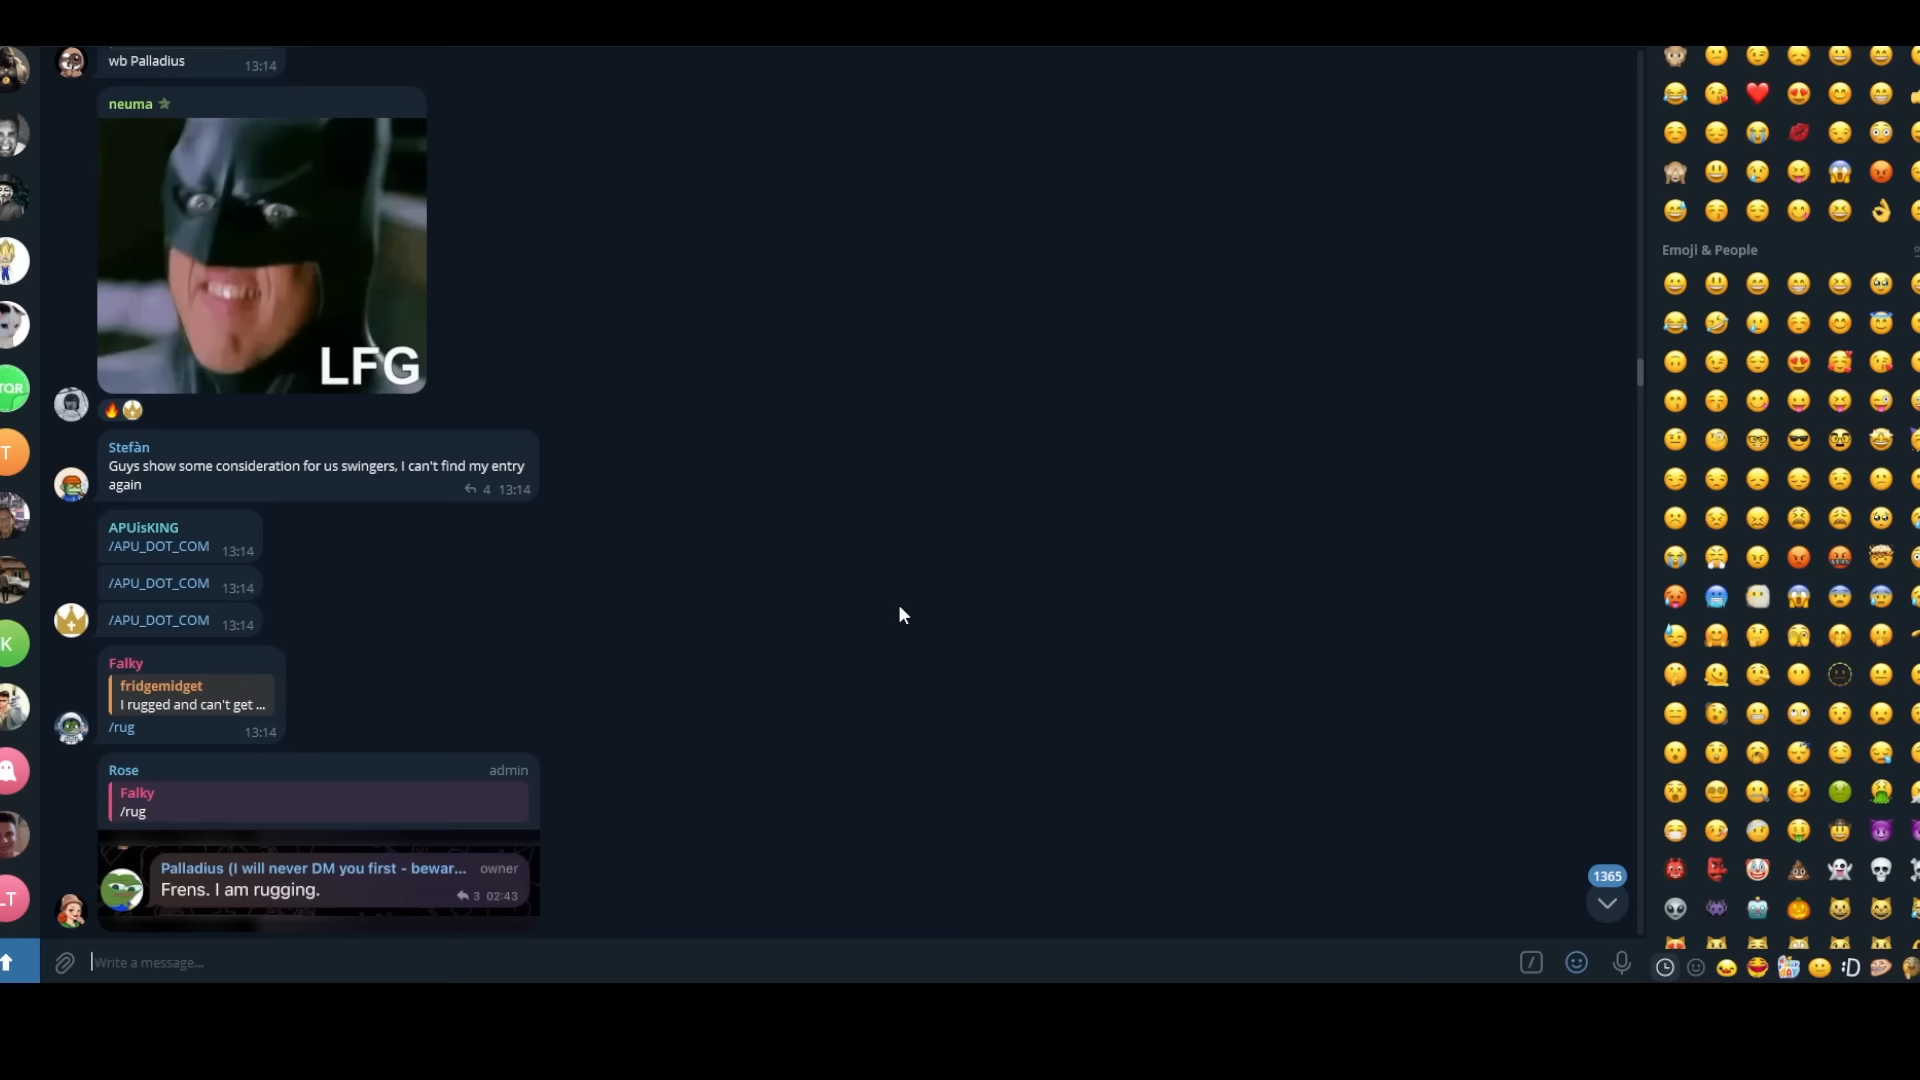 wb Palladius
13:14
neuma
LFG
Stefàn
Guys show some consideration for us swingers, I can't find my entry
again
4 13:14
APUisKING
/APU_DOT_COM 13:14
/APU_DOT_COM 13:14
/APU_DOT_COM 13:14
Falky
fridgemidget
I rugged and can't get ...
/rug
13:14
Rose admin
Falky
/rug
Palladius (I will never DM you first - bewar... owner
Frens. I am rugging.
3 02:43
1365
Write a message...
Emoji & People
TQR
T
K
LT
:D